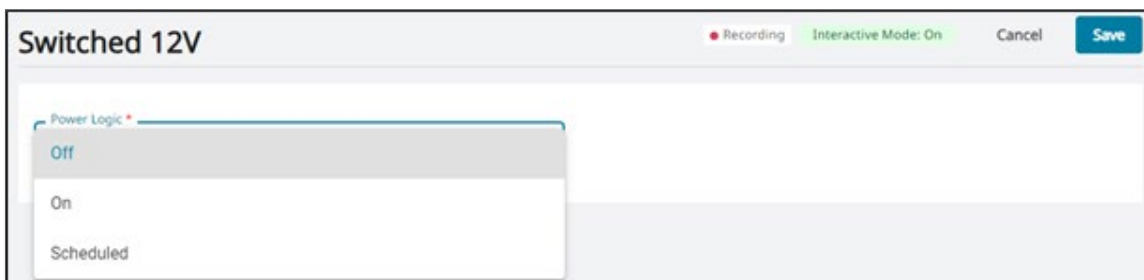 Switched 12V
Recording Interactive Mode: On Cancel Save
Power Logic *
Off
On
Scheduled